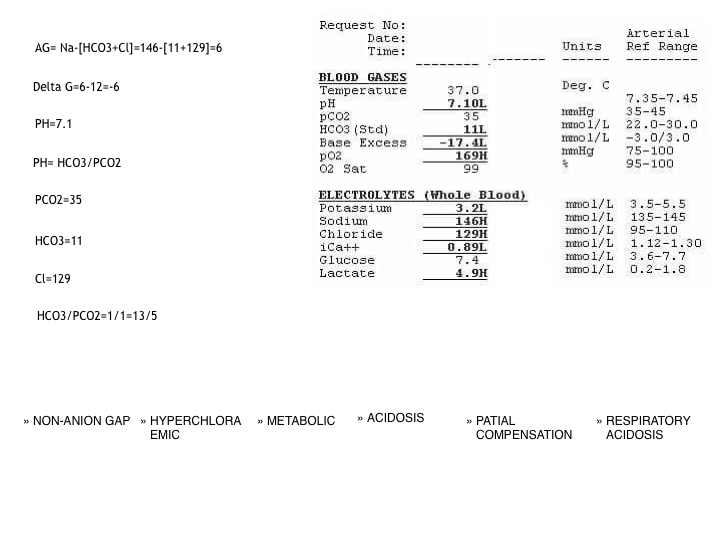 AG= Na-[HCO3+Cl]=146-[11+129]=6
Delta G=6-12=-6
PH=7.1
PH= HCO3/PCO2
PCO2=35
HCO3=11
Cl=129
HCO3/PCO2=1/1=13/5
Request No:
Date:
Time:
Units
Arterial
Ref Range
BLOOD GASES
Temperature 37.0 Deg. C
pH 7.10L 7.35-7.45
pCO2 35 mmHg 35-45
HCO3(Std) 11L mmol/L 22.0-30.0
Base Excess -17.4L mmol/L -3.0/3.0
pO2 169H mmHg 75-100
O2 Sat 99 % 95-100
ELECTROLYTES (Whole Blood)
Potassium 3.2L mmol/L 3.5-5.5
Sodium 146H mmol/L 135-145
Chloride 129H mmol/L 95-110
iCa++ 0.89L mmol/L 1.12-1.30
Glucose 7.4 mmol/L 3.6-7.7
Lactate 4.9H mmol/L 0.2-1.8
» NON-ANION GAP
» HYPERCHLORA
EMIC
» METABOLIC
» ACIDOSIS
» PATIAL
COMPENSATION
» RESPIRATORY
ACIDOSIS